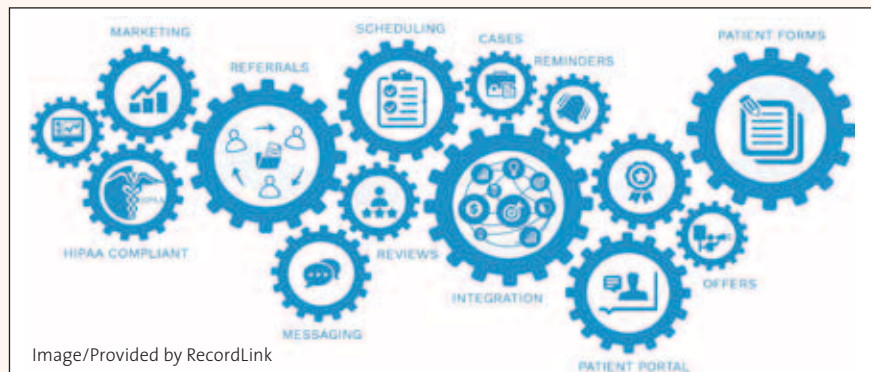 MARKETING
SCHEDULING
CASES
PATIENT FORMS
REFERRALS
REMINDERS
HIPAA COMPLIANT
REVIEWS
OFFERS
INTEGRATION
MESSAGING
Image/Provided by RecordLink
PATIENT PORTAL